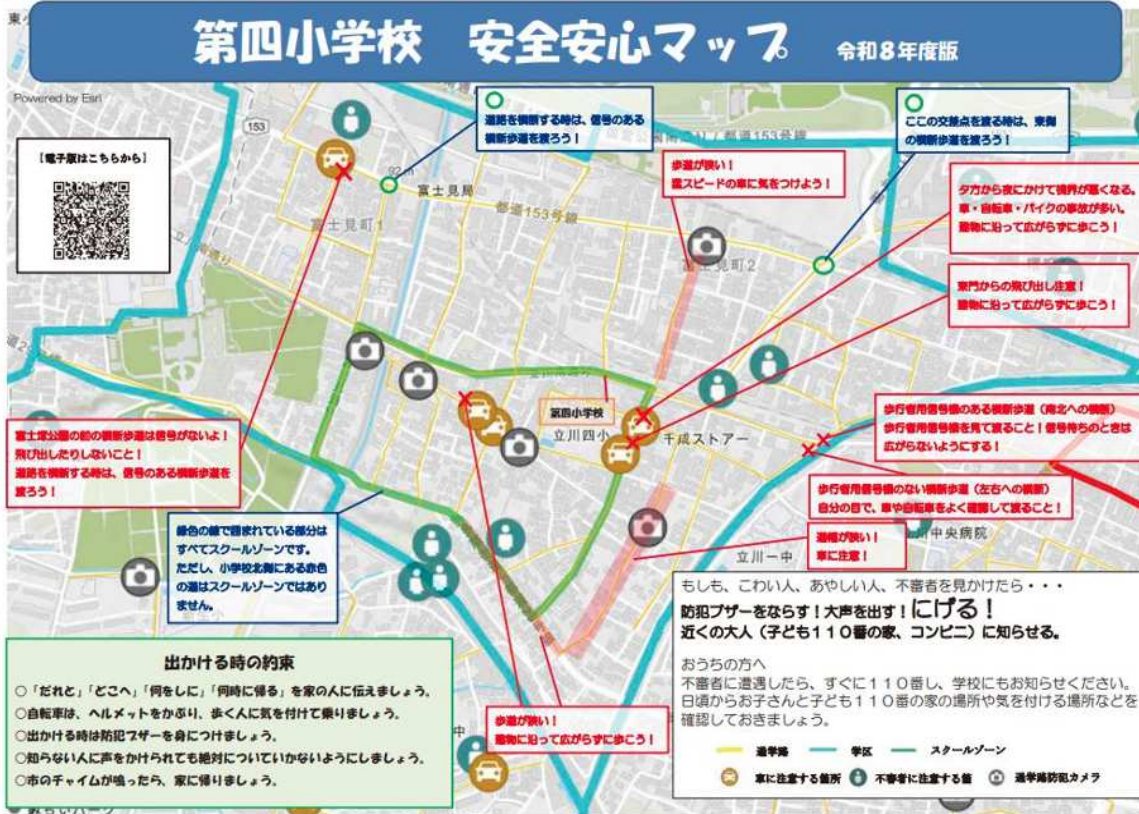 第四小学校 安全安心マップ 令和8年度版
Powered by Esri
153
【電子版はこちらから】
道路を横断する時は、信号のある
横断歩道を渡ろう！
ここの交差点を渡る時は、東側
の横断歩道を渡ろう！
歩道が狭い！
猛スピードの車に気をつけよう！
夕方から夜にかけて視界が悪くなる。
車・自転車・バイクの事故が多い。
建物に沿って広がらずに歩こう！
東門からの飛び出し注意！
建物に沿って広がらずに歩こう！
富士見局
都道153号線
富士見町1
富士見町2
第四小学校
立川四小
千成ストアー
歩行者用信号機のある横断歩道（南北への横断）
歩行者用信号機を見て渡ること！信号待ちのときは
広がらないようにする！
富士塚公園の前の横断歩道は信号がないよ！
飛び出したりしないこと！
道路を横断する時は、信号のある横断歩道を
渡ろう！
歩行者用信号機のない横断歩道（左右への横断）
自分の目で、車や自転車をよく確認して渡ること！
緑色の線で囲まれている部分は
すべてスクールゾーンです。
ただし、小学校北側にある赤色
の道はスクールゾーンではあり
ません。
道幅が狭い！
車に注意！
立川一中
川中央病院
もしも、こわい人、あやしい人、不審者を見かけたら・・・
防犯ブザーをならす！大声を出す！にげる！
近くの大人（子ども１１０番の家、コンビニ）に知らせる。
おうちの方へ
不審者に遭遇したら、すぐに１１０番し、学校にもお知らせください。
日頃からお子さんと子ども１１０番の家の場所や気を付ける場所などを
確認しておきましょう。
出かける時の約束
○「だれと」「どこへ」「何をしに」「何時に帰る」を家の人に伝えましょう。
○自転車は、ヘルメットをかぶり、歩く人に気を付けて乗りましょう。
○出かける時は防犯ブザーを身につけましょう。
○知らない人に声をかけられても絶対についていかないようにしましょう。
○市のチャイムが鳴ったら、家に帰りましょう。
歩道が狭い！
建物に沿って広がらずに歩こう！
通学路 学区 スクールゾーン
車に注意する箇所 不審者に注意する箇 通学路防犯カメラ